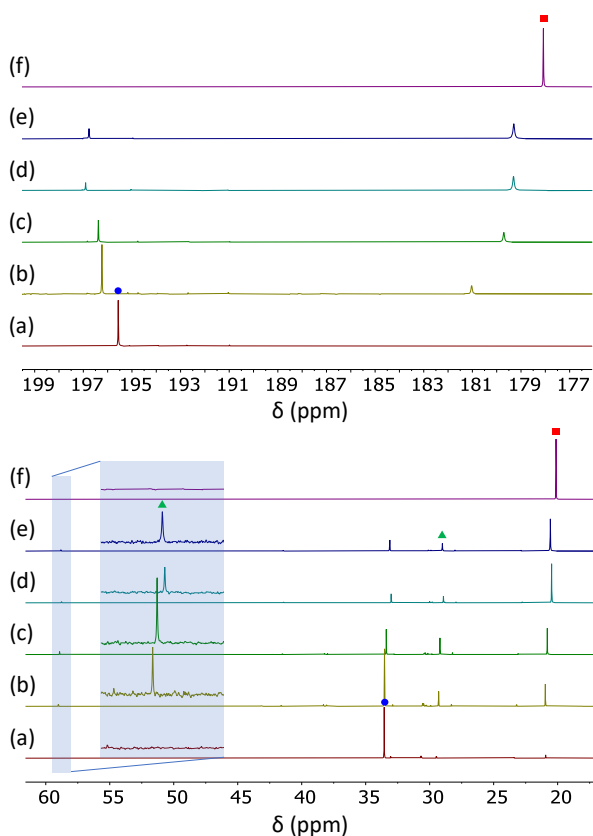 (f)
(e)
(d)
(c)
(b)
(a)
199 197 195 193 191 189 187 185 183 181 179 177
δ (ppm)
(f)
(e)
(d)
(c)
(b)
(a)
60 55 50 45 40 35 30 25 20
δ (ppm)